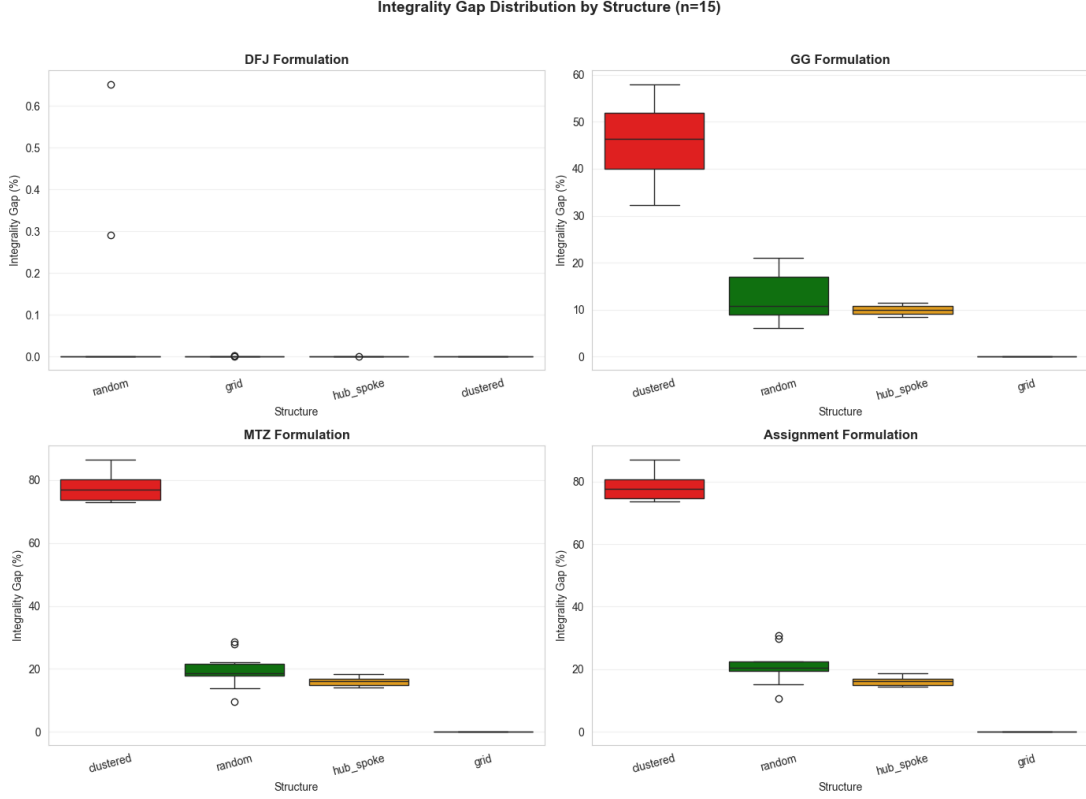 Integrality Gap Distribution by Structure (n=15)
DFJ Formulation
Integrality Gap (%)
0.6
0.5
0.4
0.3
0.2
0.1
0.0
random
grid
hub_spoke
clustered
Structure
GG Formulation
Integrality Gap (%)
60
50
40
30
20
10
0
clustered
random
hub_spoke
grid
Structure
MTZ Formulation
Integrality Gap (%)
80
60
40
20
0
clustered
random
hub_spoke
grid
Structure
Assignment Formulation
Integrality Gap (%)
80
60
40
20
0
clustered
random
hub_spoke
grid
Structure